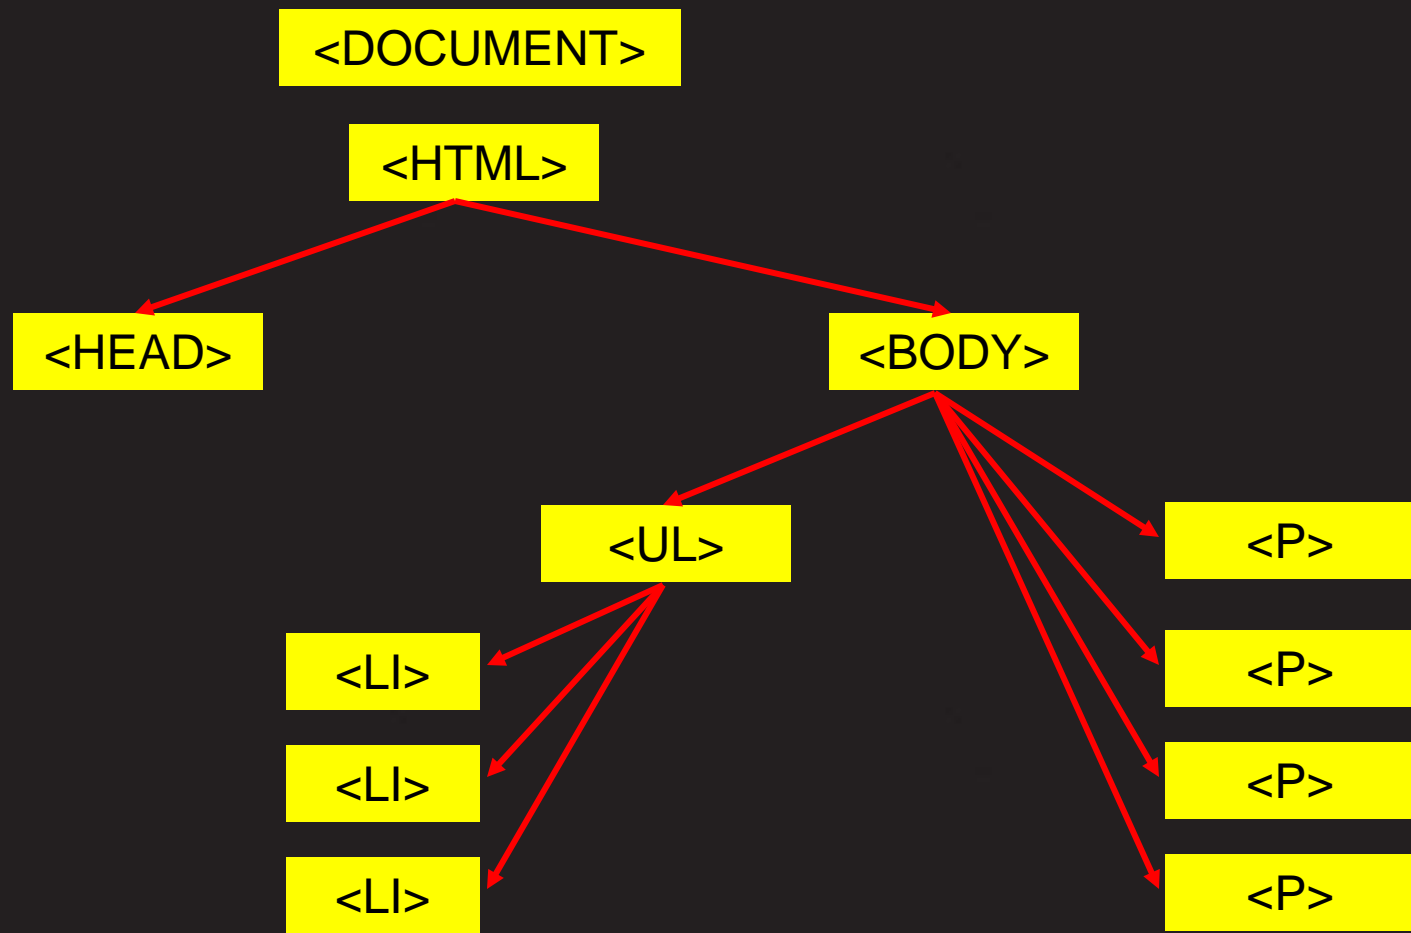 <DOCUMENT>
<HTML>
<HEAD>
<BODY>
<UL>
<P>
<LI>
<P>
<LI>
<P>
<LI>
<P>